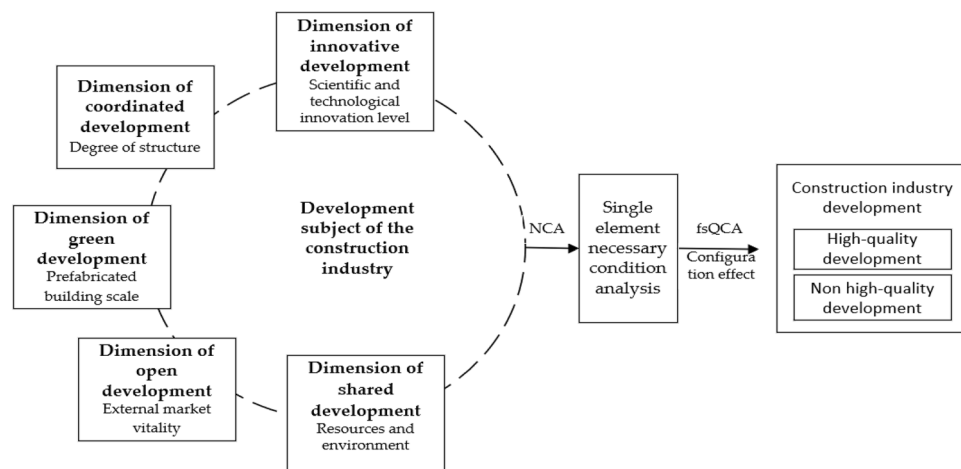 Dimension of
innovative
development
Scientific and
technological
innovation level
Dimension of
coordinated
development
Degree of structure
Dimension of
green
development
Prefabricated
building scale
Dimension of
open
development
External market
vitality
Dimension of
shared
development
Resources and
environment
Development
subject of the
construction
industry
NCA
Single
element
necessary
condition
analysis
fsQCA
Configura
tion effect
Construction industry
development
High-quality
development
Non high-quality
development